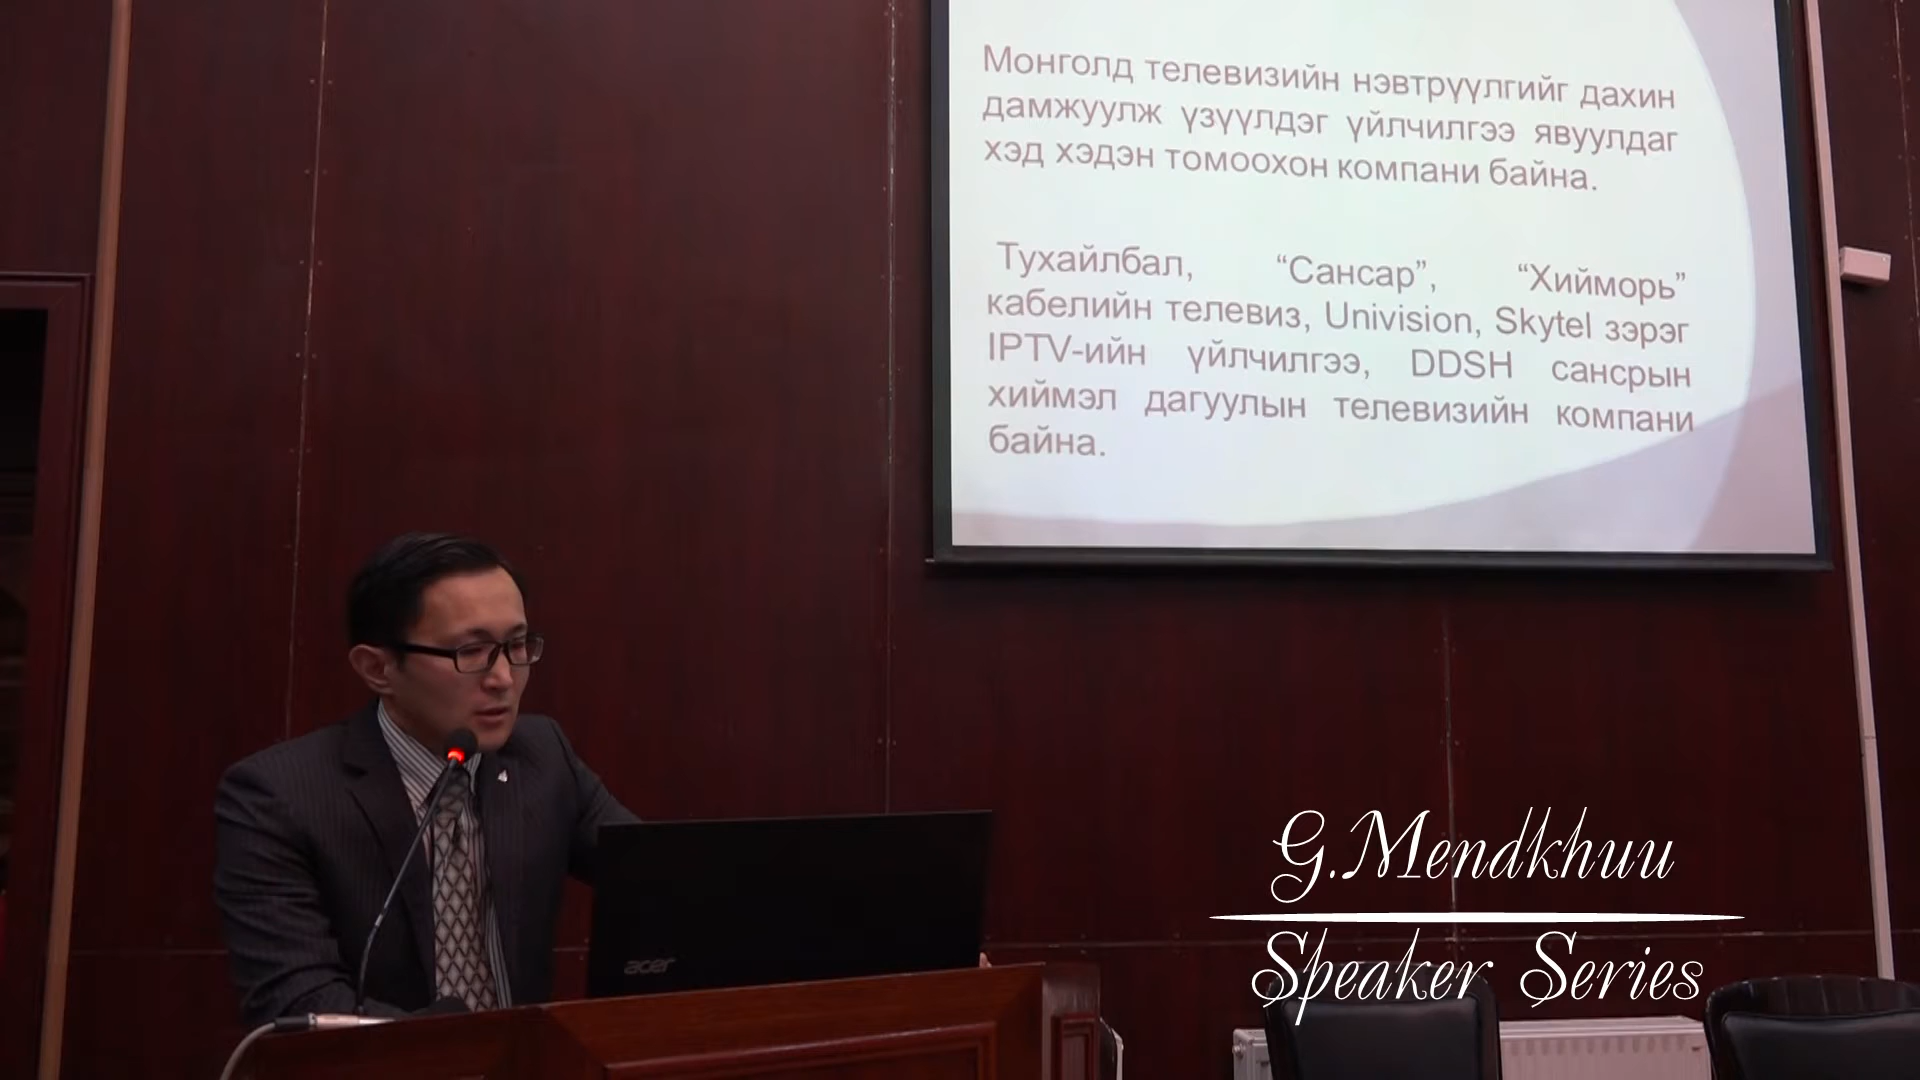 Монголд телевизийн нэвтрүүлгийг дахин
дамжуулж үзүүлдэг үйлчилгээ явуулдаг
хэд хэдэн томоохон компани байна.
Тухайлбал, “Сансар”, “Хийморь”
кабелийн телевиз, Univision, Skytel зэрэг
IPTV-ийн үйлчилгээ, DDSH сансрын
хиймэл дагуулын телевизийн компани
байна.
acer
G.Mendkhuu
Speaker Series